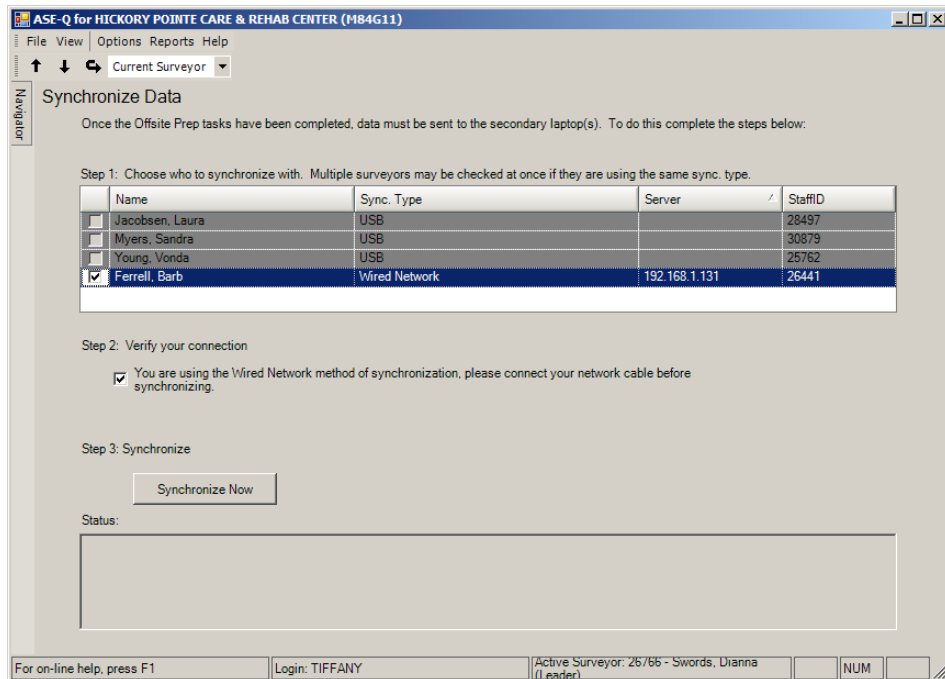 ASE-Q for HICKORY POINTE CARE & REHAB CENTER (M84G11)
File View Options Reports Help
Current Surveyor
Navigator
Synchronize Data
Once the Offsite Prep tasks have been completed, data must be sent to the secondary laptop(s). To do this complete the steps below:
Step 1: Choose who to synchronize with. Multiple surveyors may be checked at once if they are using the same sync. type.
Name Sync. Type Server StaffID
Jacobsen, Laura USB 28497
Myers, Sandra USB 30879
Young, Vonda USB 25762
Ferrell, Barb Wired Network 192.168.1.131 26441
Step 2: Verify your connection
You are using the Wired Network method of synchronization, please connect your network cable before
synchronizing.
Step 3: Synchronize
Synchronize Now
Status:
For on-line help, press F1 Login: TIFFANY Active Surveyor: 26766 - Swords, Dianna
(Leader) NUM